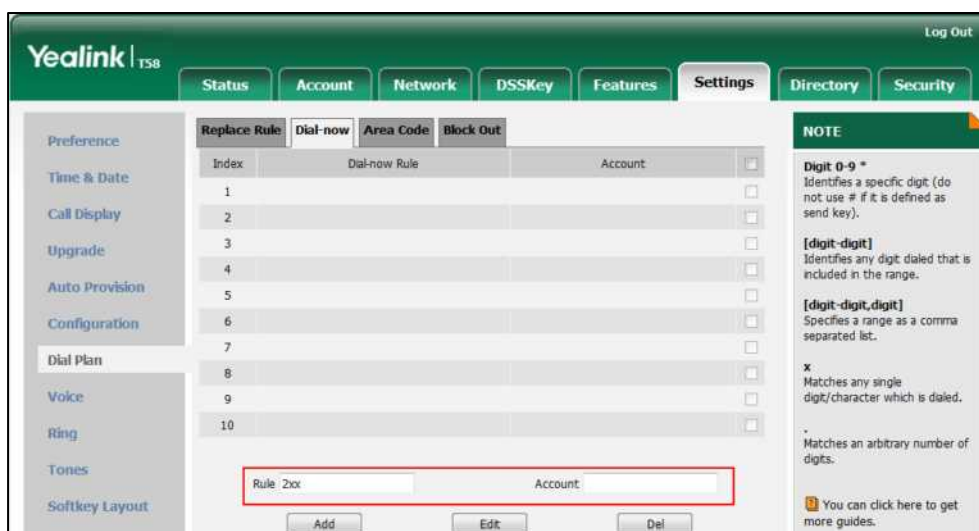 Log Out
Yealink | T58
Status Account Network DSSKey Features Settings Directory Security
Preference
Time & Date
Call Display
Upgrade
Auto Provision
Configuration
Dial Plan
Voice
Ring
Tones
Softkey Layout
Replace Rule Dial-now Area Code Block Out
Index Dial-now Rule Account
1
2
3
4
5
6
7
8
9
10
Rule 2xx Account
Add Edit Del
NOTE
Digit 0-9 *
Identifies a specific digit (do
not use # if it is defined as
send key).
[digit-digit]
Identifies any digit dialed that is
included in the range.
[digit-digit,digit]
Specifies a range as a comma
separated list.
x
Matches any single
digit/character which is dialed.
.
Matches an arbitrary number of
digits.
You can click here to get
more guides.